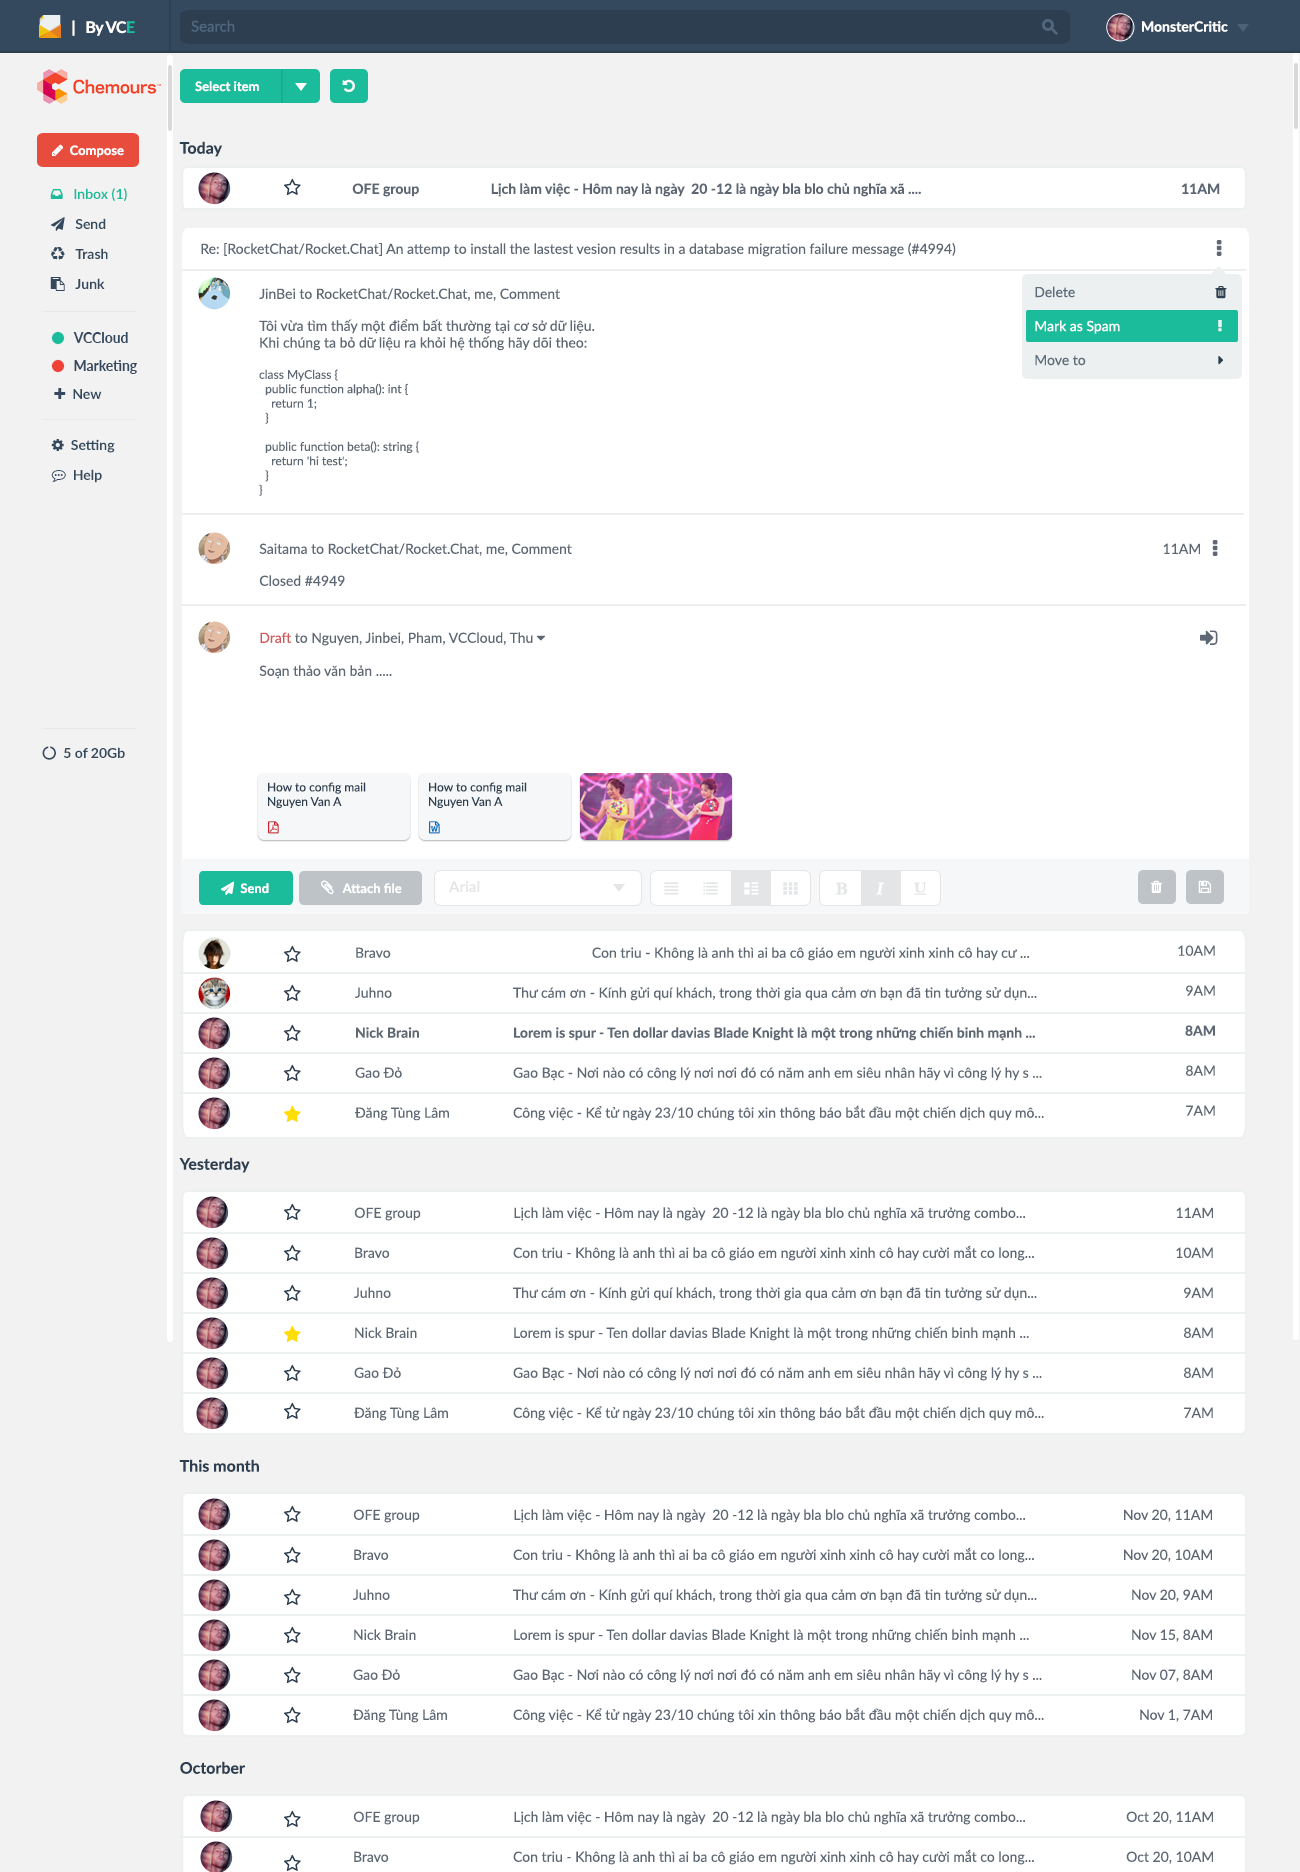 | By VCE
Search
MonsterCritic
Chemours™
Select item
Compose
Inbox (1)
Send
Trash
Junk
VCCloud
Marketing
New
Setting
Help
5 of 20Gb
Today
OFE group Lịch làm việc - Hôm nay là ngày 20 -12 là ngày bla blo chủ nghĩa xã .... 11AM
Re: [RocketChat/Rocket.Chat] An attemp to install the lastest vesion results in a database migration failure message (#4994)
Delete
Mark as Spam
Move to
JinBei to RocketChat/Rocket.Chat, me, Comment
Tôi vừa tìm thấy một điểm bất thường tại cơ sở dữ liệu.
Khi chúng ta bỏ dữ liệu ra khỏi hệ thống hãy dõi theo:
class MyClass {
public function alpha(): int {
return 1;
}
public function beta(): string {
return 'hi test';
}
}
Saitama to RocketChat/Rocket.Chat, me, Comment 11AM
Closed #4949
Draft to Nguyen, Jinbei, Pham, VCCloud, Thu
Soạn thảo văn bản .....
How to config mail
Nguyen Van A
How to config mail
Nguyen Van A
Send
Attach file
Arial
B I U
Bravo Con triu - Không là anh thì ai ba cô giáo em người xinh xinh cô hay cư ... 10AM
Juhno Thư cám ơn - Kính gửi quí khách, trong thời gia qua cảm ơn bạn đã tin tưởng sử dụn... 9AM
Nick Brain Lorem is spur - Ten dollar davias Blade Knight là một trong những chiến binh mạnh ... 8AM
Gao Đỏ Gao Bạc - Nơi nào có công lý nơi nơi đó có năm anh em siêu nhân hãy vì công lý hy s ... 8AM
Đăng Tùng Lâm Công việc - Kể từ ngày 23/10 chúng tôi xin thông báo bắt đầu một chiến dịch quy mô... 7AM
Yesterday
OFE group Lịch làm việc - Hôm nay là ngày 20 -12 là ngày bla blo chủ nghĩa xã trưởng combo... 11AM
Bravo Con triu - Không là anh thì ai ba cô giáo em người xinh xinh cô hay cười mắt co long... 10AM
Juhno Thư cám ơn - Kính gửi quí khách, trong thời gia qua cảm ơn bạn đã tin tưởng sử dụn... 9AM
Nick Brain Lorem is spur - Ten dollar davias Blade Knight là một trong những chiến binh mạnh ... 8AM
Gao Đỏ Gao Bạc - Nơi nào có công lý nơi nơi đó có năm anh em siêu nhân hãy vì công lý hy s ... 8AM
Đăng Tùng Lâm Công việc - Kể từ ngày 23/10 chúng tôi xin thông báo bắt đầu một chiến dịch quy mô... 7AM
This month
OFE group Lịch làm việc - Hôm nay là ngày 20 -12 là ngày bla blo chủ nghĩa xã trưởng combo... Nov 20, 11AM
Bravo Con triu - Không là anh thì ai ba cô giáo em người xinh xinh cô hay cười mắt co long... Nov 20, 10AM
Juhno Thư cám ơn - Kính gửi quí khách, trong thời gia qua cảm ơn bạn đã tin tưởng sử dụn... Nov 20, 9AM
Nick Brain Lorem is spur - Ten dollar davias Blade Knight là một trong những chiến binh mạnh ... Nov 15, 8AM
Gao Đỏ Gao Bạc - Nơi nào có công lý nơi nơi đó có năm anh em siêu nhân hãy vì công lý hy s ... Nov 07, 8AM
Đăng Tùng Lâm Công việc - Kể từ ngày 23/10 chúng tôi xin thông báo bắt đầu một chiến dịch quy mô... Nov 1, 7AM
Octorber
OFE group Lịch làm việc - Hôm nay là ngày 20 -12 là ngày bla blo chủ nghĩa xã trưởng combo... Oct 20, 11AM
Bravo Con triu - Không là anh thì ai ba cô giáo em người xinh xinh cô hay cười mắt co long... Oct 20, 10AM